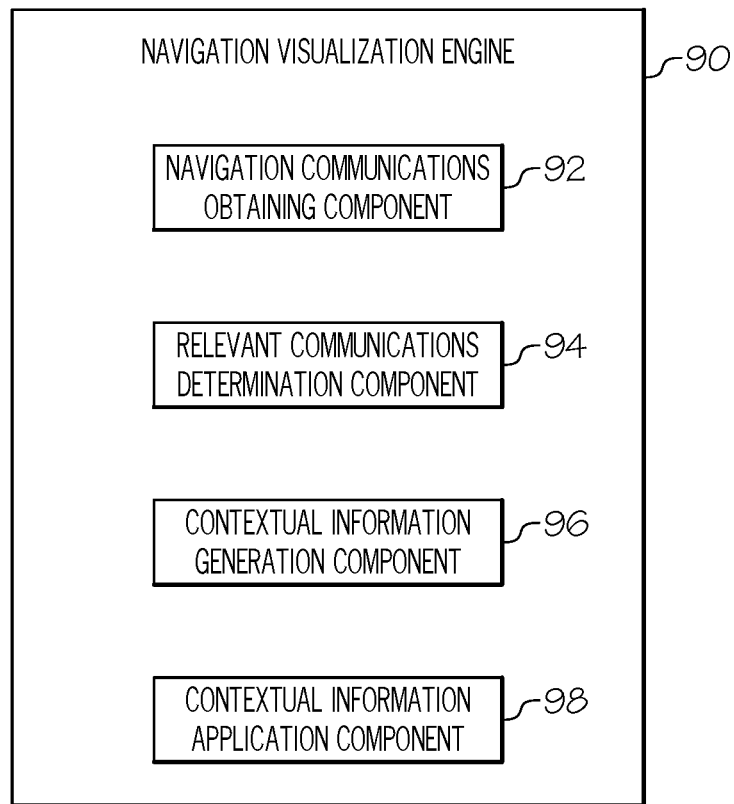 NAVIGATION VISUALIZATION ENGINE
90
NAVIGATION COMMUNICATIONS
OBTAINING COMPONENT
92
RELEVANT COMMUNICATIONS
DETERMINATION COMPONENT
94
CONTEXTUAL INFORMATION
GENERATION COMPONENT
96
CONTEXTUAL INFORMATION
APPLICATION COMPONENT
98